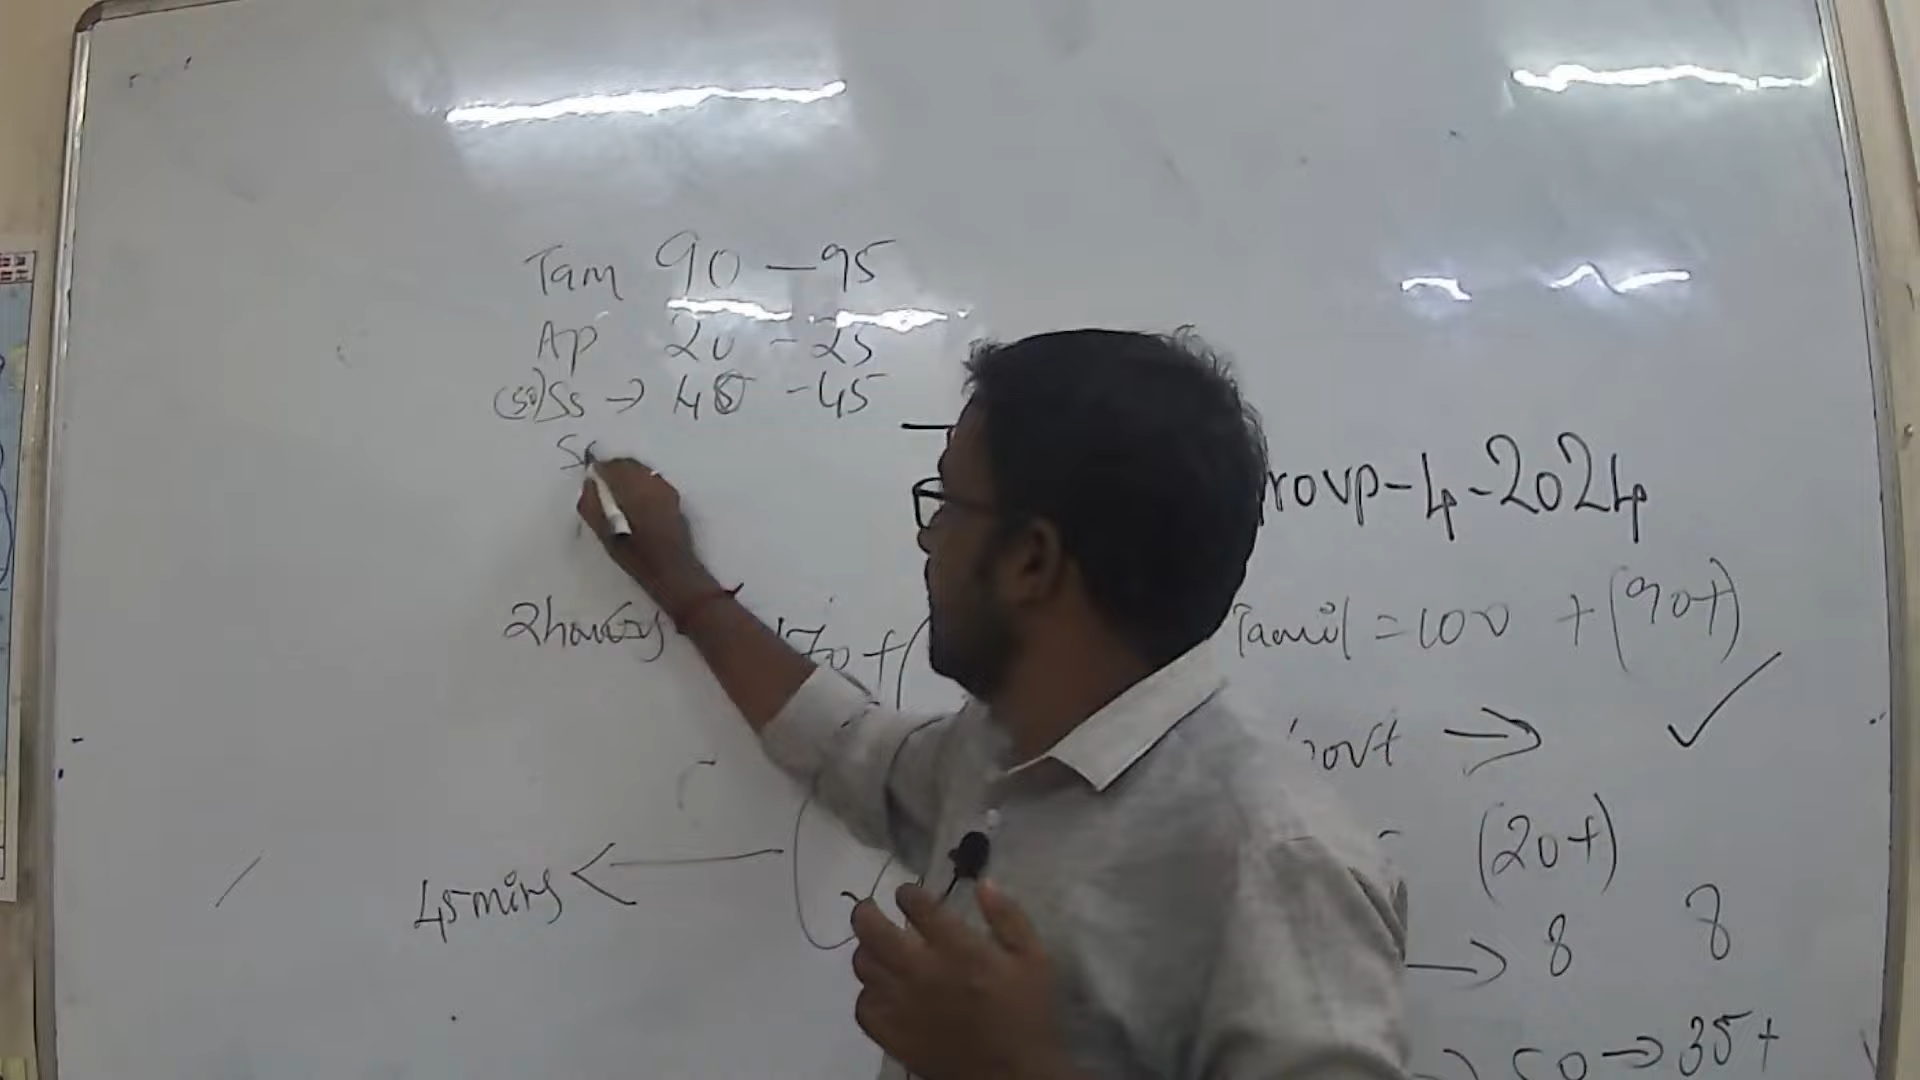 Tam 90 - 95
Ap 20 - 25
(50) SS → 40 - 45
2hours
170+
45mins ←
roup-4-2024
Tamil = 100 + (90+)
ovt → ✓
(20+)
→ 8 8
50 → 35+